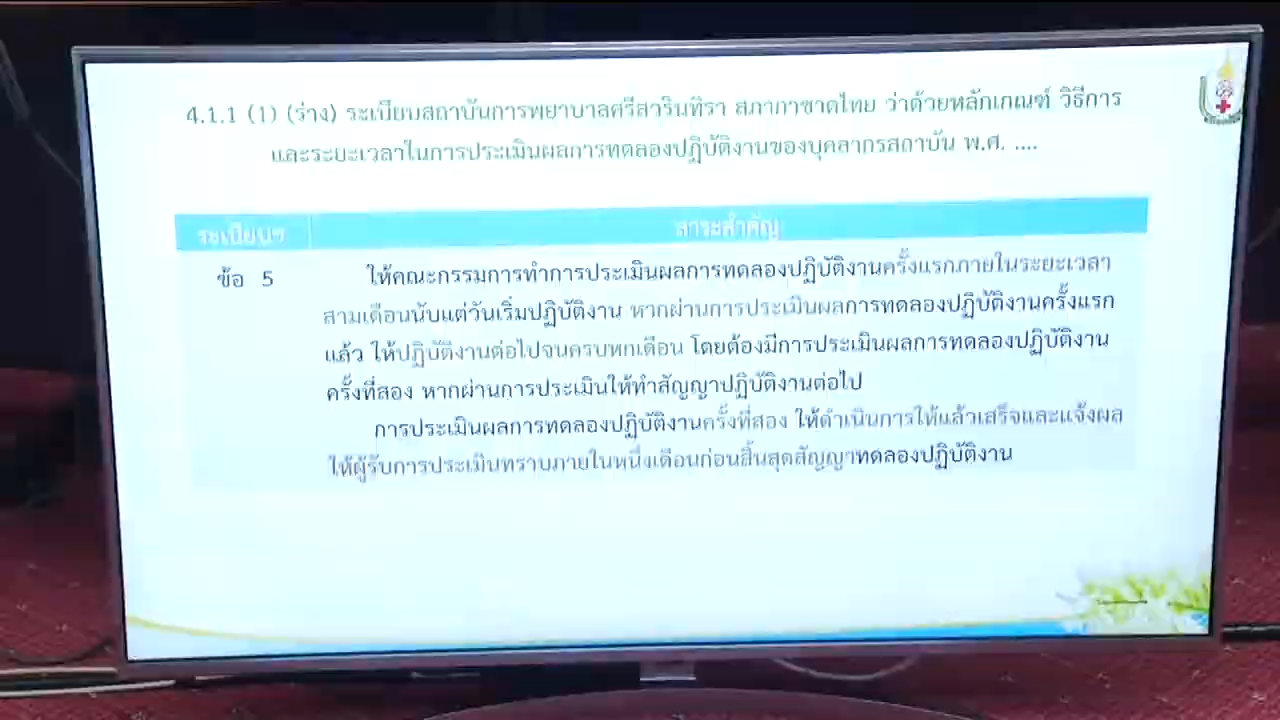 4.1.1 (1) (ร่าง) ระเบียบสถาบันการพยาบาลศรีสวรินทิรา สภากาชาดไทย ว่าด้วยหลักเกณฑ์ วิธีการ
และระยะเวลาในการประเมินผลการทดลองปฏิบัติงานของบุคลากรสถาบัน พ.ศ. ....
ระเบียบฯ สาระสำคัญ
ข้อ 5 ให้คณะกรรมการทำการประเมินผลการทดลองปฏิบัติงานครั้งแรกภายในระยะเวลา
สามเดือนนับแต่วันเริ่มปฏิบัติงาน หากผ่านการประเมินผลการทดลองปฏิบัติงานครั้งแรก
แล้ว ให้ปฏิบัติงานต่อไปจนครบหกเดือน โดยต้องมีการประเมินผลการทดลองปฏิบัติงาน
ครั้งที่สอง หากผ่านการประเมินให้ทำสัญญาปฏิบัติงานต่อไป
การประเมินผลการทดลองปฏิบัติงานครั้งที่สอง ให้ดำเนินการให้แล้วเสร็จและแจ้งผล
ให้ผู้รับการประเมินทราบภายในหนึ่งเดือนก่อนสิ้นสุดสัญญาทดลองปฏิบัติงาน